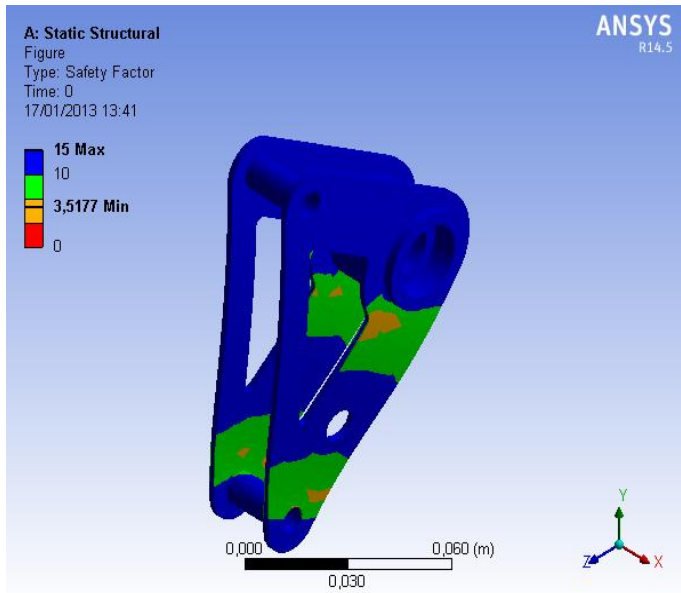 A: Static Structural
Figure
Type: Safety Factor
Time: 0
17/01/2013 13:41
ANSYS
R14.5
15 Max
10
3,5177 Min
0
0,000
0,060 (m)
0,030
Y
Z
X